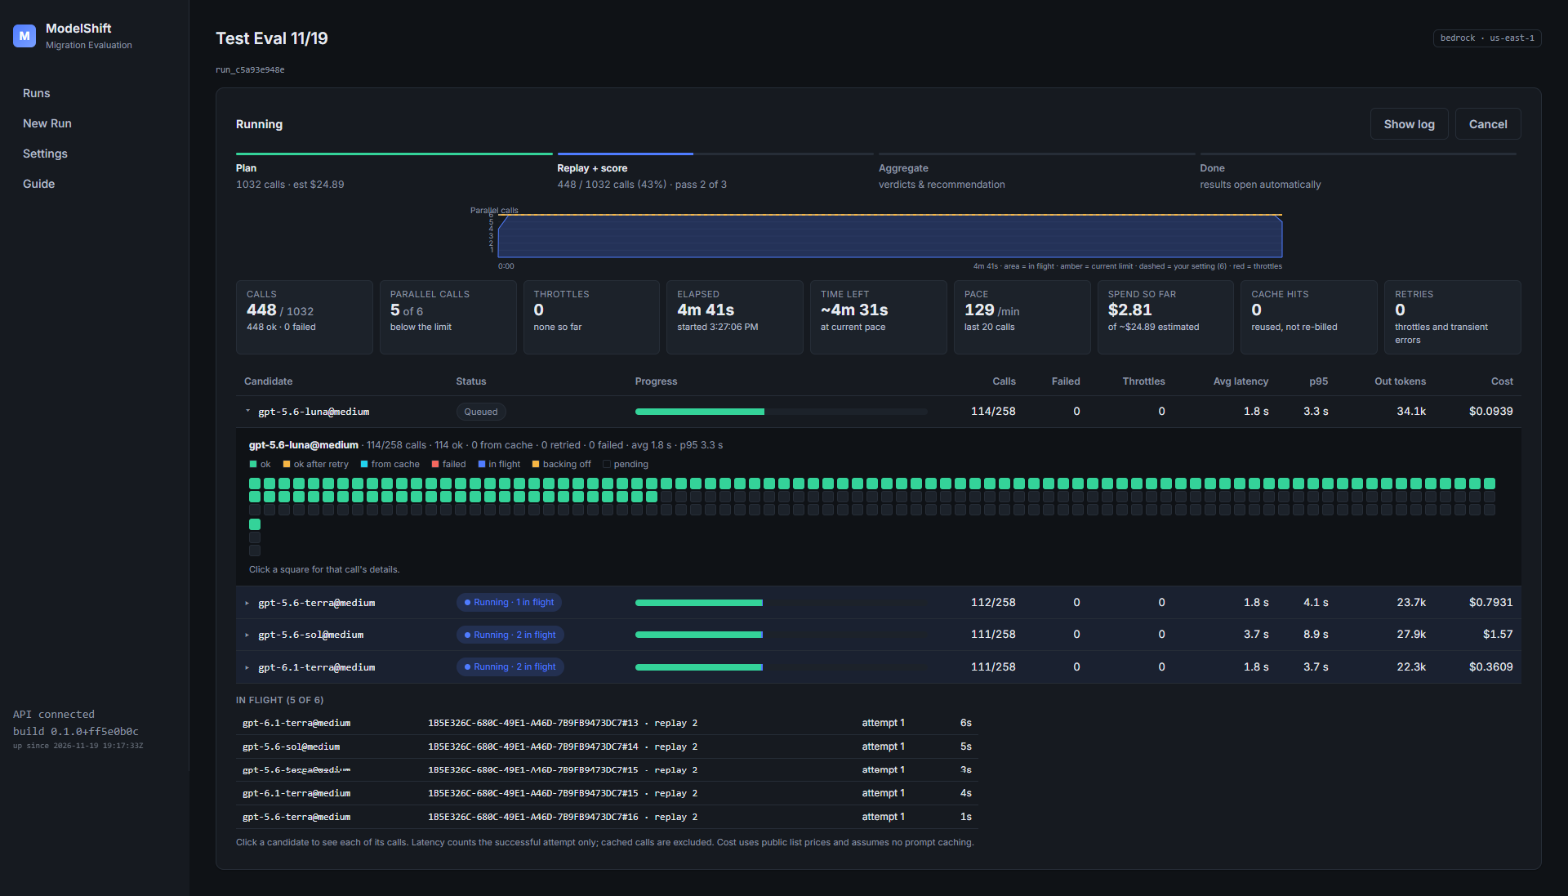 M
ModelShift
Migration Evaluation
Runs
New Run
Settings
Guide
API connected
build 0.1.0+ff5e0b0c
up since 2026-11-19 19:17:33Z
Test Eval 11/19
bedrock · us-east-1
run_c5a93e948e
Running
Show log
Cancel
Plan
1032 calls · est $24.89
Replay + score
448 / 1032 calls (43%) · pass 2 of 3
Aggregate
verdicts & recommendation
Done
results open automatically
Parallel calls
6
5
4
3
2
1
0:00
4m 41s · area = in flight · amber = current limit · dashed = your setting (6) · red = throttles
CALLS
448 / 1032
448 ok · 0 failed
PARALLEL CALLS
5 of 6
below the limit
THROTTLES
0
none so far
ELAPSED
4m 41s
started 3:27:06 PM
TIME LEFT
~4m 31s
at current pace
PACE
129 /min
last 20 calls
SPEND SO FAR
$2.81
of ~$24.89 estimated
CACHE HITS
0
reused, not re-billed
RETRIES
0
throttles and transient
errors
Candidate Status Progress Calls Failed Throttles Avg latency p95 Out tokens Cost
gpt-5.6-luna@medium Queued 114/258 0 0 1.8 s 3.3 s 34.1k $0.0939
gpt-5.6-luna@medium · 114/258 calls · 114 ok · 0 from cache · 0 retried · 0 failed · avg 1.8 s · p95 3.3 s
ok ok after retry from cache failed in flight backing off pending
Click a square for that call's details.
gpt-5.6-terra@medium Running · 1 in flight 112/258 0 0 1.8 s 4.1 s 23.7k $0.7931
gpt-5.6-sol@medium Running · 2 in flight 111/258 0 0 3.7 s 8.9 s 27.9k $1.57
gpt-6.1-terra@medium Running · 2 in flight 111/258 0 0 1.8 s 3.7 s 22.3k $0.3609
IN FLIGHT (5 OF 6)
gpt-6.1-terra@medium 1B5E326C-680C-49E1-A46D-7B9FB9473DC7#13 · replay 2 attempt 1 6s
gpt-5.6-sol@medium 1B5E326C-680C-49E1-A46D-7B9FB9473DC7#14 · replay 2 attempt 1 5s
1B5E326C-680C-49E1-A46D-7B9FB9473DC7#15 · replay 2 attempt 1
gpt-6.1-terra@medium 1B5E326C-680C-49E1-A46D-7B9FB9473DC7#15 · replay 2 attempt 1 4s
gpt-5.6-terra@medium 1B5E326C-680C-49E1-A46D-7B9FB9473DC7#16 · replay 2 attempt 1 1s
Click a candidate to see each of its calls. Latency counts the successful attempt only; cached calls are excluded. Cost uses public list prices and assumes no prompt caching.